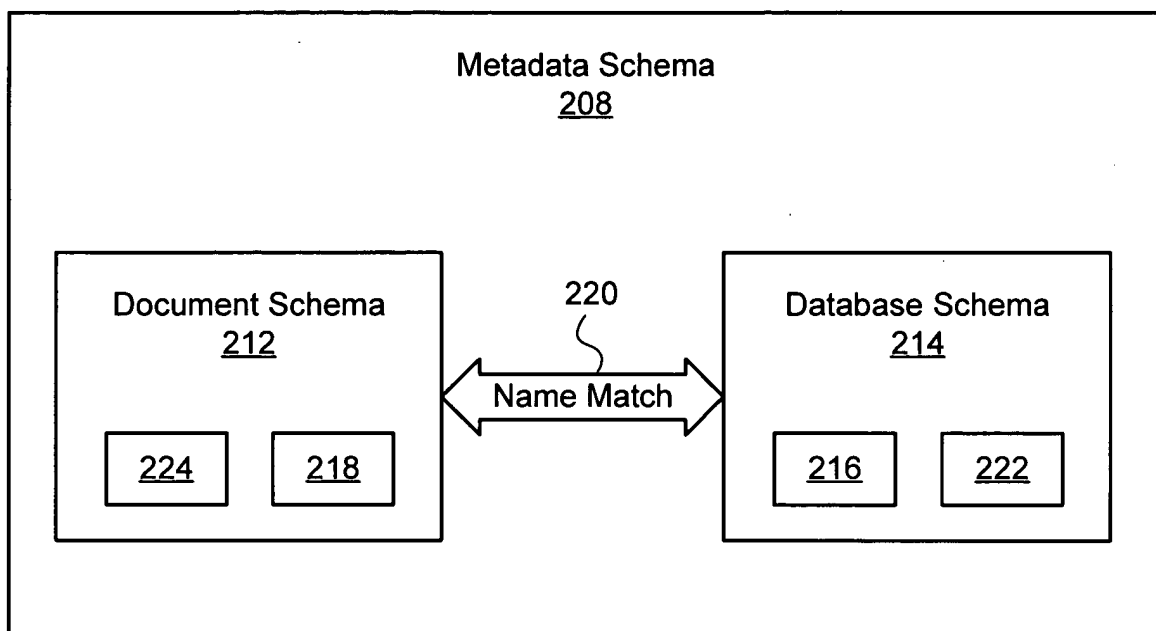 Metadata Schema
208
220
Document Schema
212
Database Schema
214
Name Match
224
218
216
222